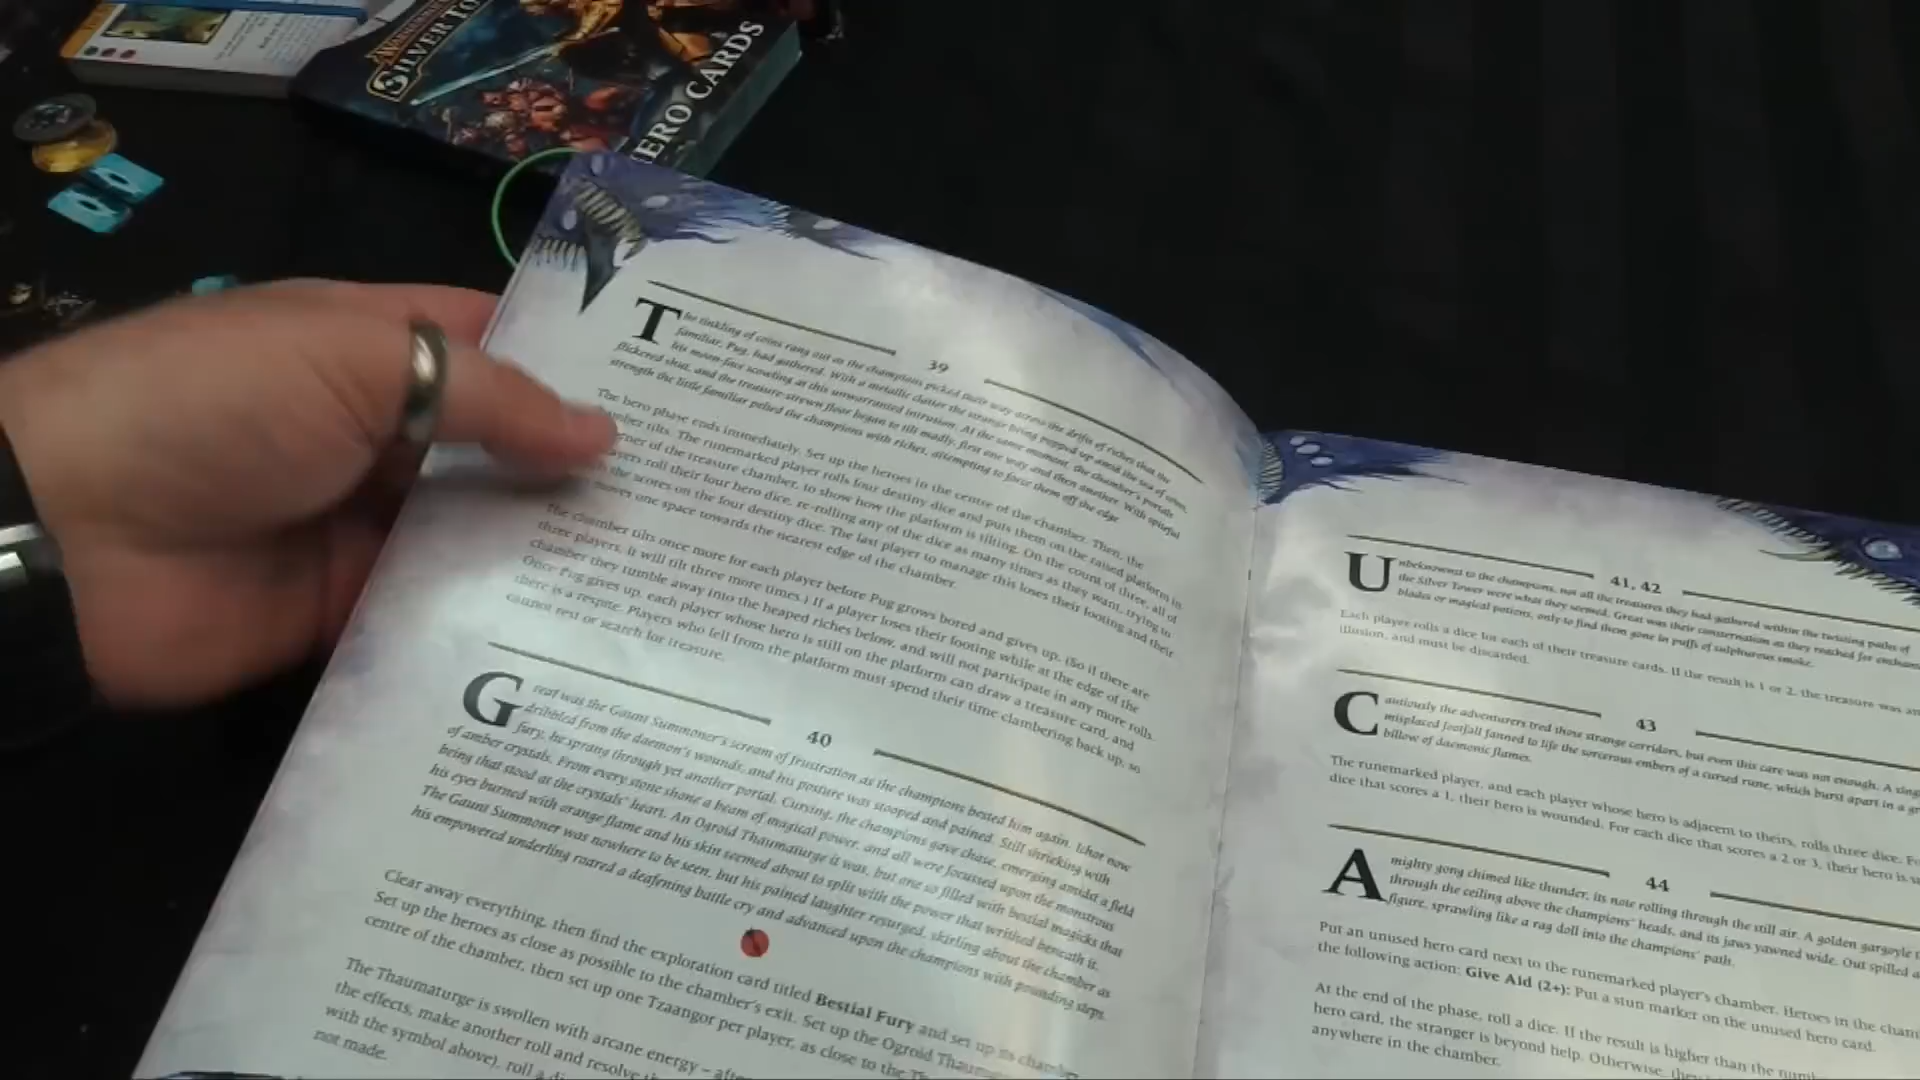 WARHAMMER
SILVER TO
HERO CARDS
39
The tinkling of coins rang out as the champions picked their way across the drifts of riches that the
familiar, Pug, had gathered. With a metallic clatter the strange being popped up amid the sea of coins,
his moon-face scowling at this unwarranted intrusion. At the same moment, the chamber's portals
flickered shut, and the treasure-strewn floor began to tilt madly, first one way and then another. With spiteful
strength the little familiar pelted the champions with riches, attempting to force them off the edge
The hero phase ends immediately. Set up the heroes in the centre of the chamber. Then, the
chamber tilts. The runemarked player rolls four destiny dice and puts them on the raised platform in
corner of the treasure chamber, to show how the platform is tilting. On the count of three, all of
players roll their four hero dice, re-rolling any of the dice as many times as they want, trying to
the scores on the four destiny dice. The last player to manage this loses their footing and their
moves one space towards the nearest edge of the chamber.
The chamber tilts once more for each player before Pug grows bored and gives up. (So if there are
three players, it will tilt three more times.) If a player loses their footing while at the edge of the
chamber they tumble away into the heaped riches below, and will not participate in any more rolls.
Once Pug gives up, each player whose hero is still on the platform can draw a treasure card, and
there is a respite. Players who fell from the platform must spend their time clambering back up, so
cannot rest or search for treasure.
40
Great was the Gaunt Summoner's scream of frustration as the champions bested him again. Ichor now
dribbled from the daemon's wounds, and his posture was stooped and pained. Still shrieking with
fury, he sprang through yet another portal. Cursing, the champions gave chase, emerging amidst a field
of amber crystals. From every stone shone a beam of magical power, and all were focussed upon the monstrous
being that stood at the crystals' heart. An Ogroid Thaumaturge it was, but one so filled with bestial magicks that
his eyes burned with orange flame and his skin seemed about to split with the power that writhed beneath it.
The Gaunt Summoner was nowhere to be seen, but his pained laughter resurged, skirling about the chamber as
his empowered underling roared a deafening battle cry and advanced upon the champions with pounding steps.
Clear away everything, then find the exploration card titled Bestial Fury and set up its chamber.
Set up the heroes as close as possible to the chamber's exit. Set up the Ogroid Thaum
centre of the chamber, then set up one Tzaangor per player, as close to the Th
The Thaumaturge is swollen with arcane energy – afte
the effects, make another roll and resolve th
with the symbol above), roll a di
not made.
41, 42
Unbeknownst to the champions, not all the treasures they had gathered within the twisting paths of
the Silver Tower were what they seemed. Great was their consternation as they reached for enchan
blades or magical potions, only to find them gone in puffs of sulphurous smoke.
Each player rolls a dice for each of their treasure cards. If the result is 1 or 2, the treasure was an
illusion, and must be discarded.
43
Cautiously the adventurers tred those strange corridors, but even this care was not enough. A sing
misplaced footfall fanned to life the sorcerous embers of a cursed rune, which burst apart in a gr
billow of daemonic flames.
The runemarked player, and each player whose hero is adjacent to theirs, rolls three dice. Fo
dice that scores a 1, their hero is wounded. For each dice that scores a 2 or 3, their hero is s
44
A mighty gong chimed like thunder, its note rolling through the still air. A golden gargoyle
through the ceiling above the champions' heads, and its jaws yawned wide. Out spilled a
figure, sprawling like a rag doll into the champions' path.
Put an unused hero card next to the runemarked player's chamber. Heroes in the cham
the following action: Give Aid (2+): Put a stun marker on the unused hero card.
At the end of the phase, roll a dice. If the result is higher than the num
hero card, the stranger is beyond help. Otherwise, they
anywhere in the chamber.